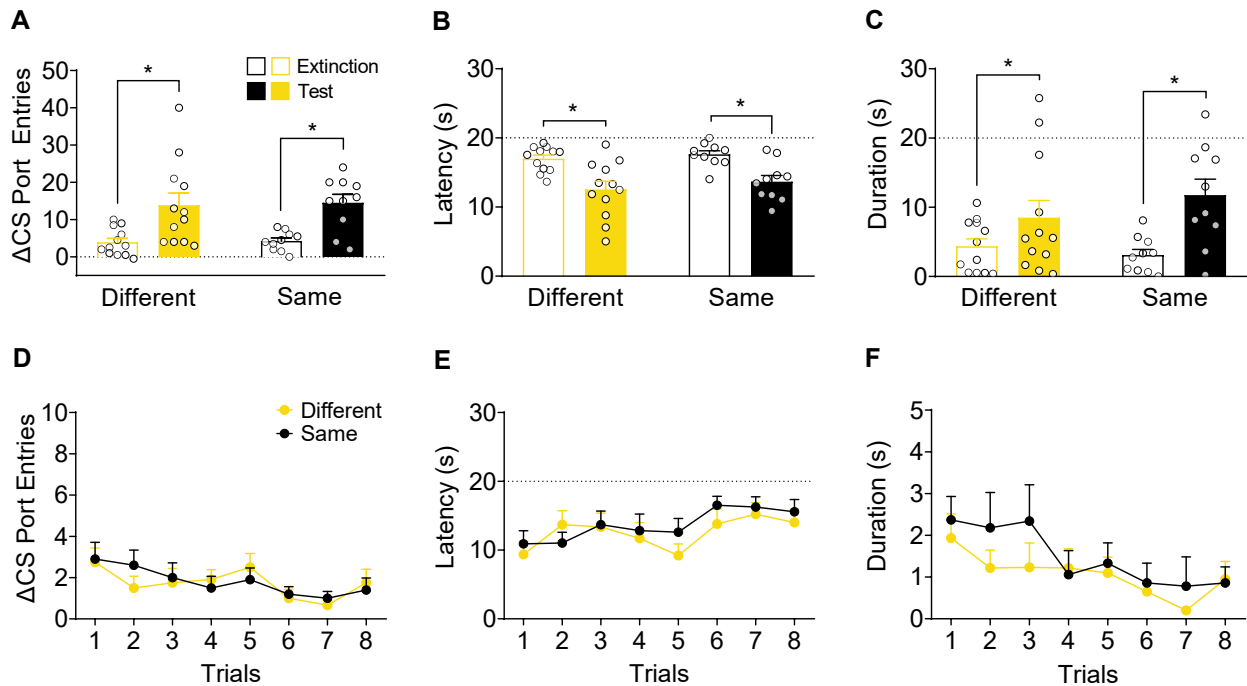 A
ΔCS Port Entries
50
40
30
20
10
0
*
*
Extinction
Test
Different
Same
B
Latency (s)
30
20
10
0
*
*
Different
Same
C
Duration (s)
30
20
10
0
*
*
Different
Same
D
ΔCS Port Entries
10
8
6
4
2
0
Different
Same
1 2 3 4 5 6 7 8
Trials
E
Latency (s)
30
20
10
0
1 2 3 4 5 6 7 8
Trials
F
Duration (s)
5
4
3
2
1
0
1 2 3 4 5 6 7 8
Trials